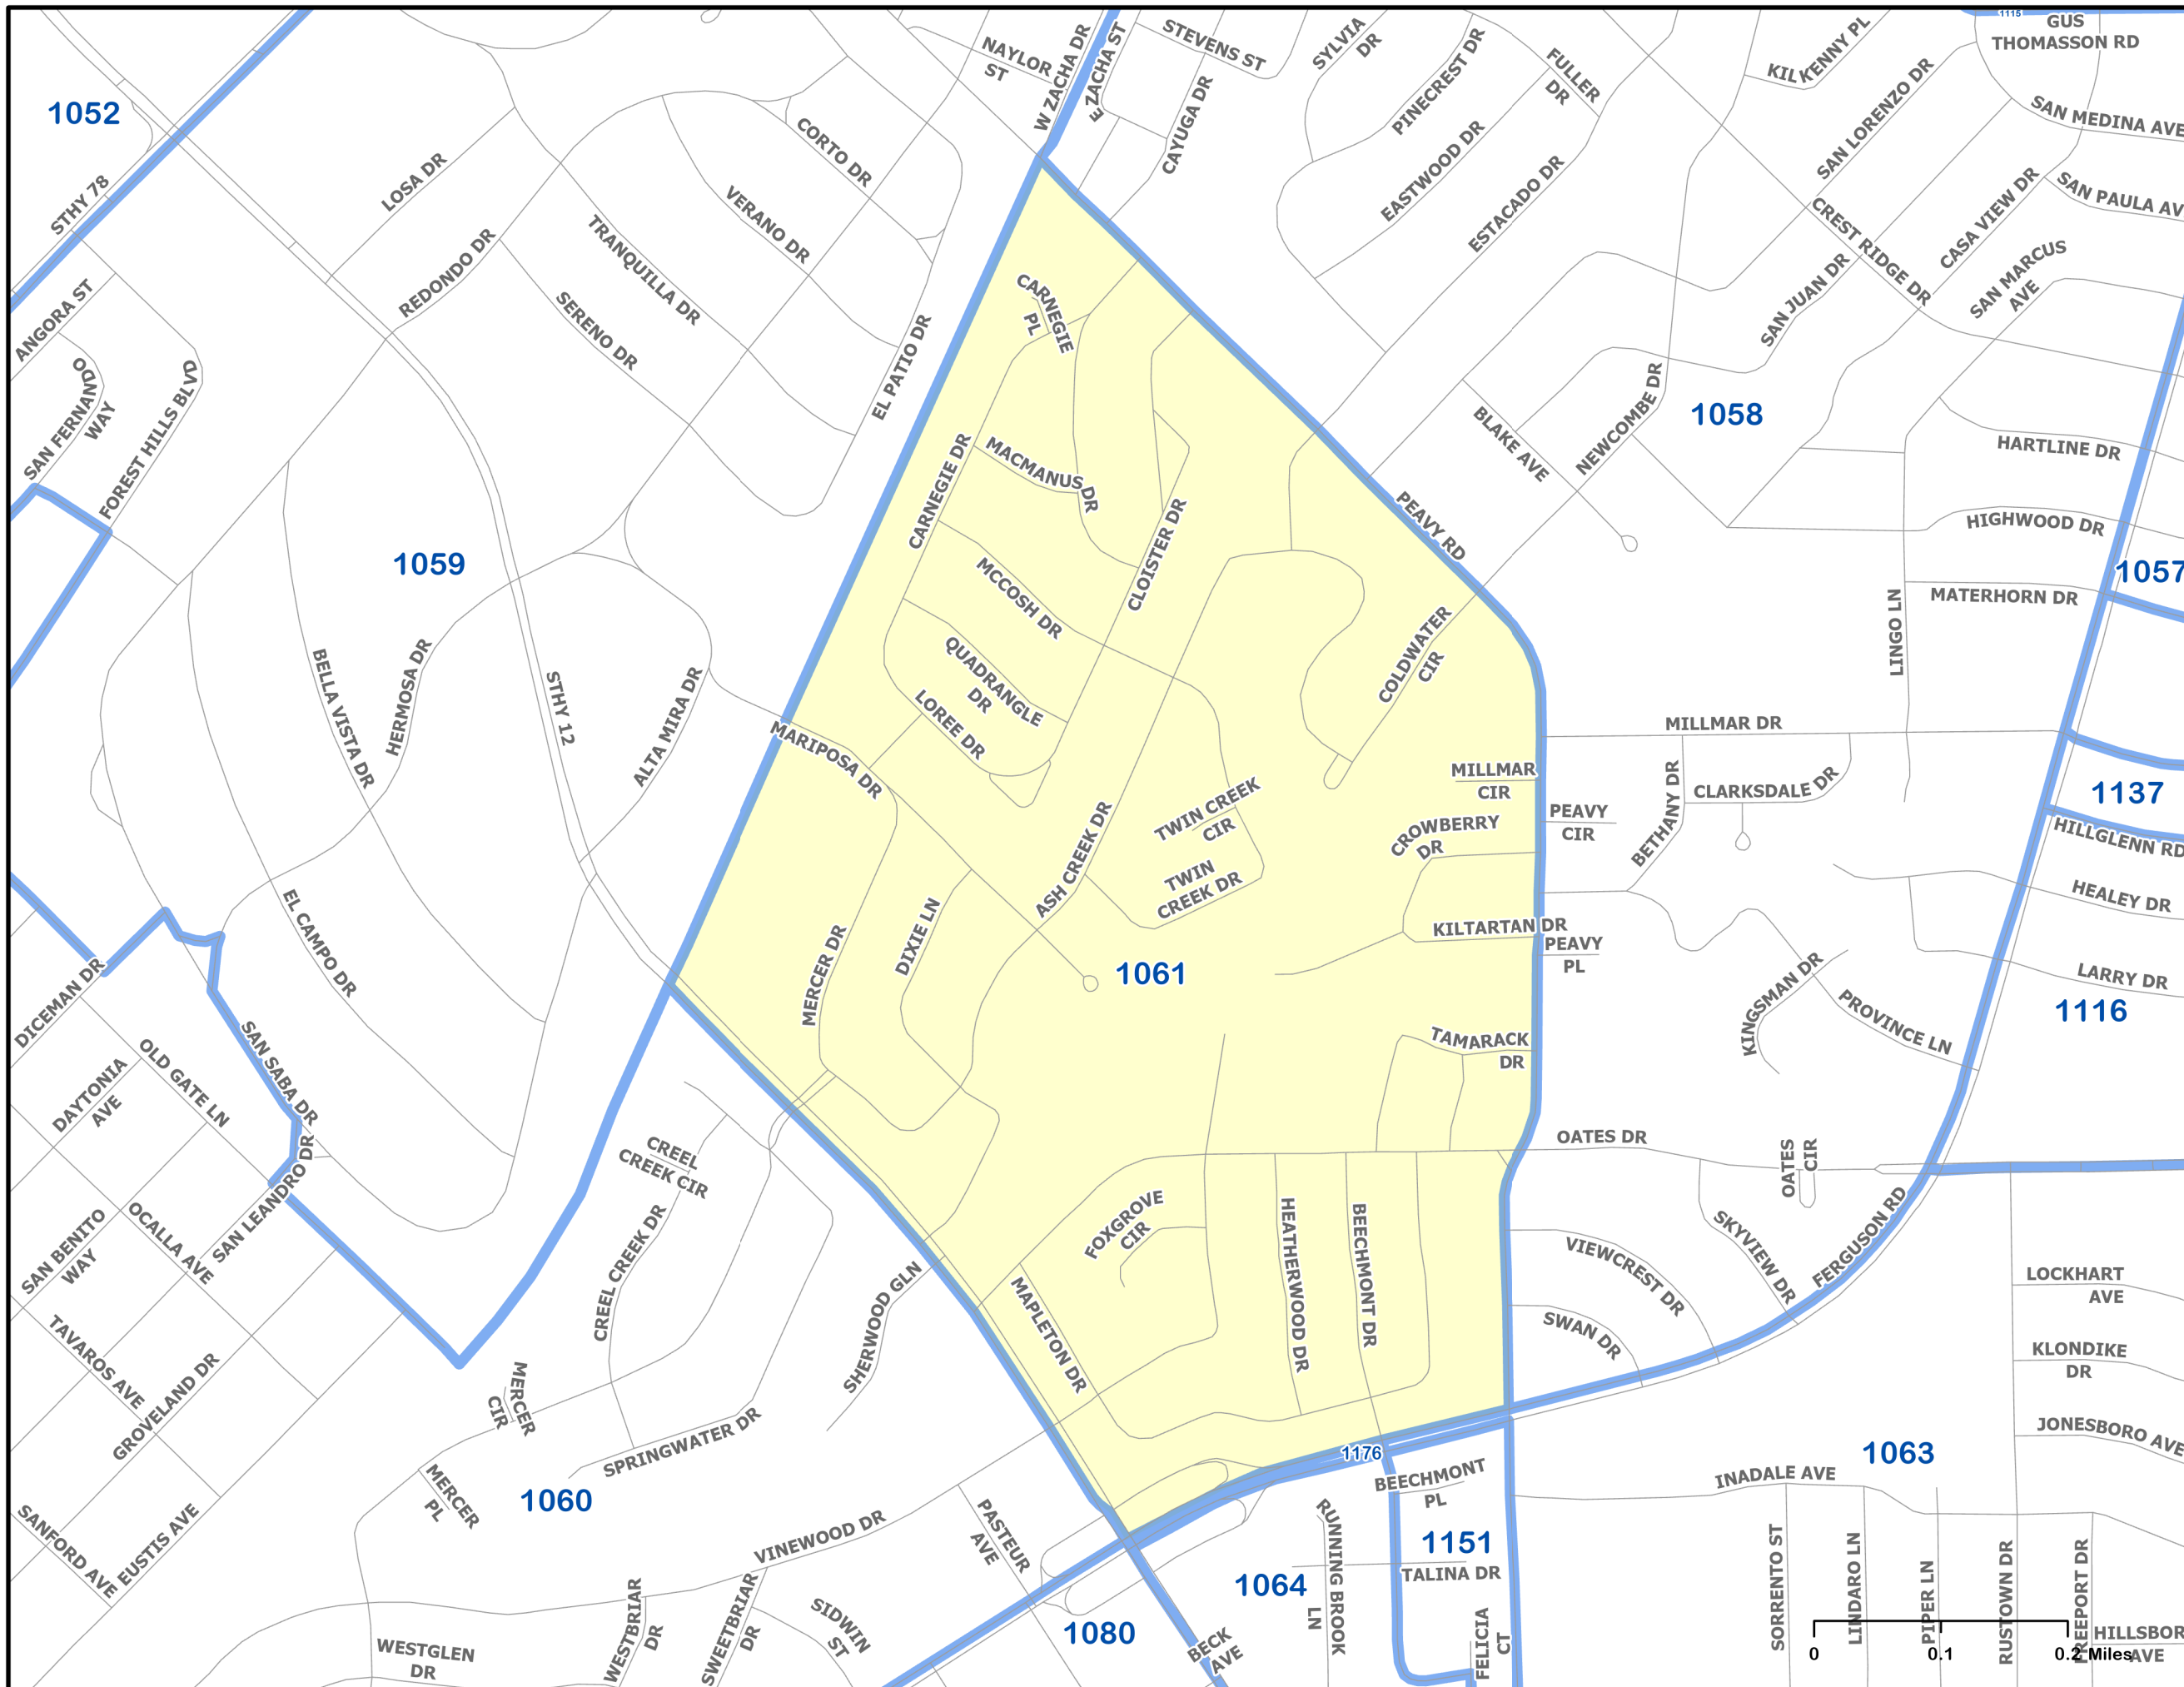 1115
GUS
THOMASSON RD
NAYLOR
ST
W ZACHA DR
E ZACHA ST
STEVENS ST
SYLVIA
DR
PINECREST DR
FULLER
DR
KILKENNY PL
SAN LORENZO DR
SAN MEDINA AVE
1052
STHY 78
LOSA DR
CORTO DR
CAYUGA DR
EASTWOOD DR
ESTACADO DR
CREST RIDGE DR
CASA VIEW DR
SAN PAULA AV
REDONDO DR
VERANO DR
TRANQUILLA DR
SERENO DR
SAN JUAN DR
SAN MARCUS
AVE
ANGORA ST
SAN FERNANDO
WAY
FOREST HILLS BLVD
EL PATIO DR
CARNEGIE
PL
1058
BLAKE AVE
NEWCOMBE DR
HARTLINE DR
CARNEGIE DR
MACMANUS DR
CLOISTER DR
PEAVY RD
HIGHWOOD DR
1059
1057
MCCOSH DR
MATERHORN DR
LINGO LN
BELLA VISTA DR
HERMOSA DR
STHY 12
ALTA MIRA DR
QUADRANGLE
DR
LOREE DR
COLDWATER
CIR
MARIPOSA DR
MILLMAR DR
MILLMAR
CIR
BETHANY DR
CLARKSDALE DR
1137
HILLGLENN RD
PEAVY
CIR
TWIN CREEK
CIR
CROWBERRY
DR
ASH CREEK DR
TWIN
CREEK DR
HEALEY DR
EL CAMPO DR
MERCER DR
DIXIE LN
KILTARTAN DR
PEAVY
PL
1061
LARRY DR
1116
DICEMAN DR
KINGSMAN DR
PROVINCE LN
SAN SABA DR
OLD GATE LN
DAYTONIA
AVE
TAMARACK
DR
OATES DR
OATES
CIR
CREEL
CREEK CIR
SAN LEANDRO DR
OCALLA AVE
SAN BENITO
WAY
CREEL CREEK DR
FOXGROVE
CIR
HEATHERWOOD DR
BEECHMONT DR
VIEWCREST DR
SKYVIEW DR
FERGUSON RD
LOCKHART
AVE
SHERWOOD GLN
MAPLETON DR
SWAN DR
KLONDIKE
DR
TAVAROS AVE
GROVELAND DR
MERCER
CIR
SPRINGWATER DR
JONESBORO AVE
1176
1063
BEECHMONT
PL
INADALE AVE
MERCER
PL
1060
PASTEUR
AVE
VINEWOOD DR
SANFORD AVE
EUSTIS AVE
RUNNING BROOK
LN
1151
1064
TALINA DR
SORRENTO ST
LINDARO LN
PIPER LN
RUSTOWN DR
FREEPORT DR
WESTGLEN
DR
WESTBRIAR
DR
SWEETBRIAR
DR
SIDWIN
ST
1080
BECK
AVE
FELICIA
CT
HILLSBOR
AVE
0 0.1 0.2 Miles